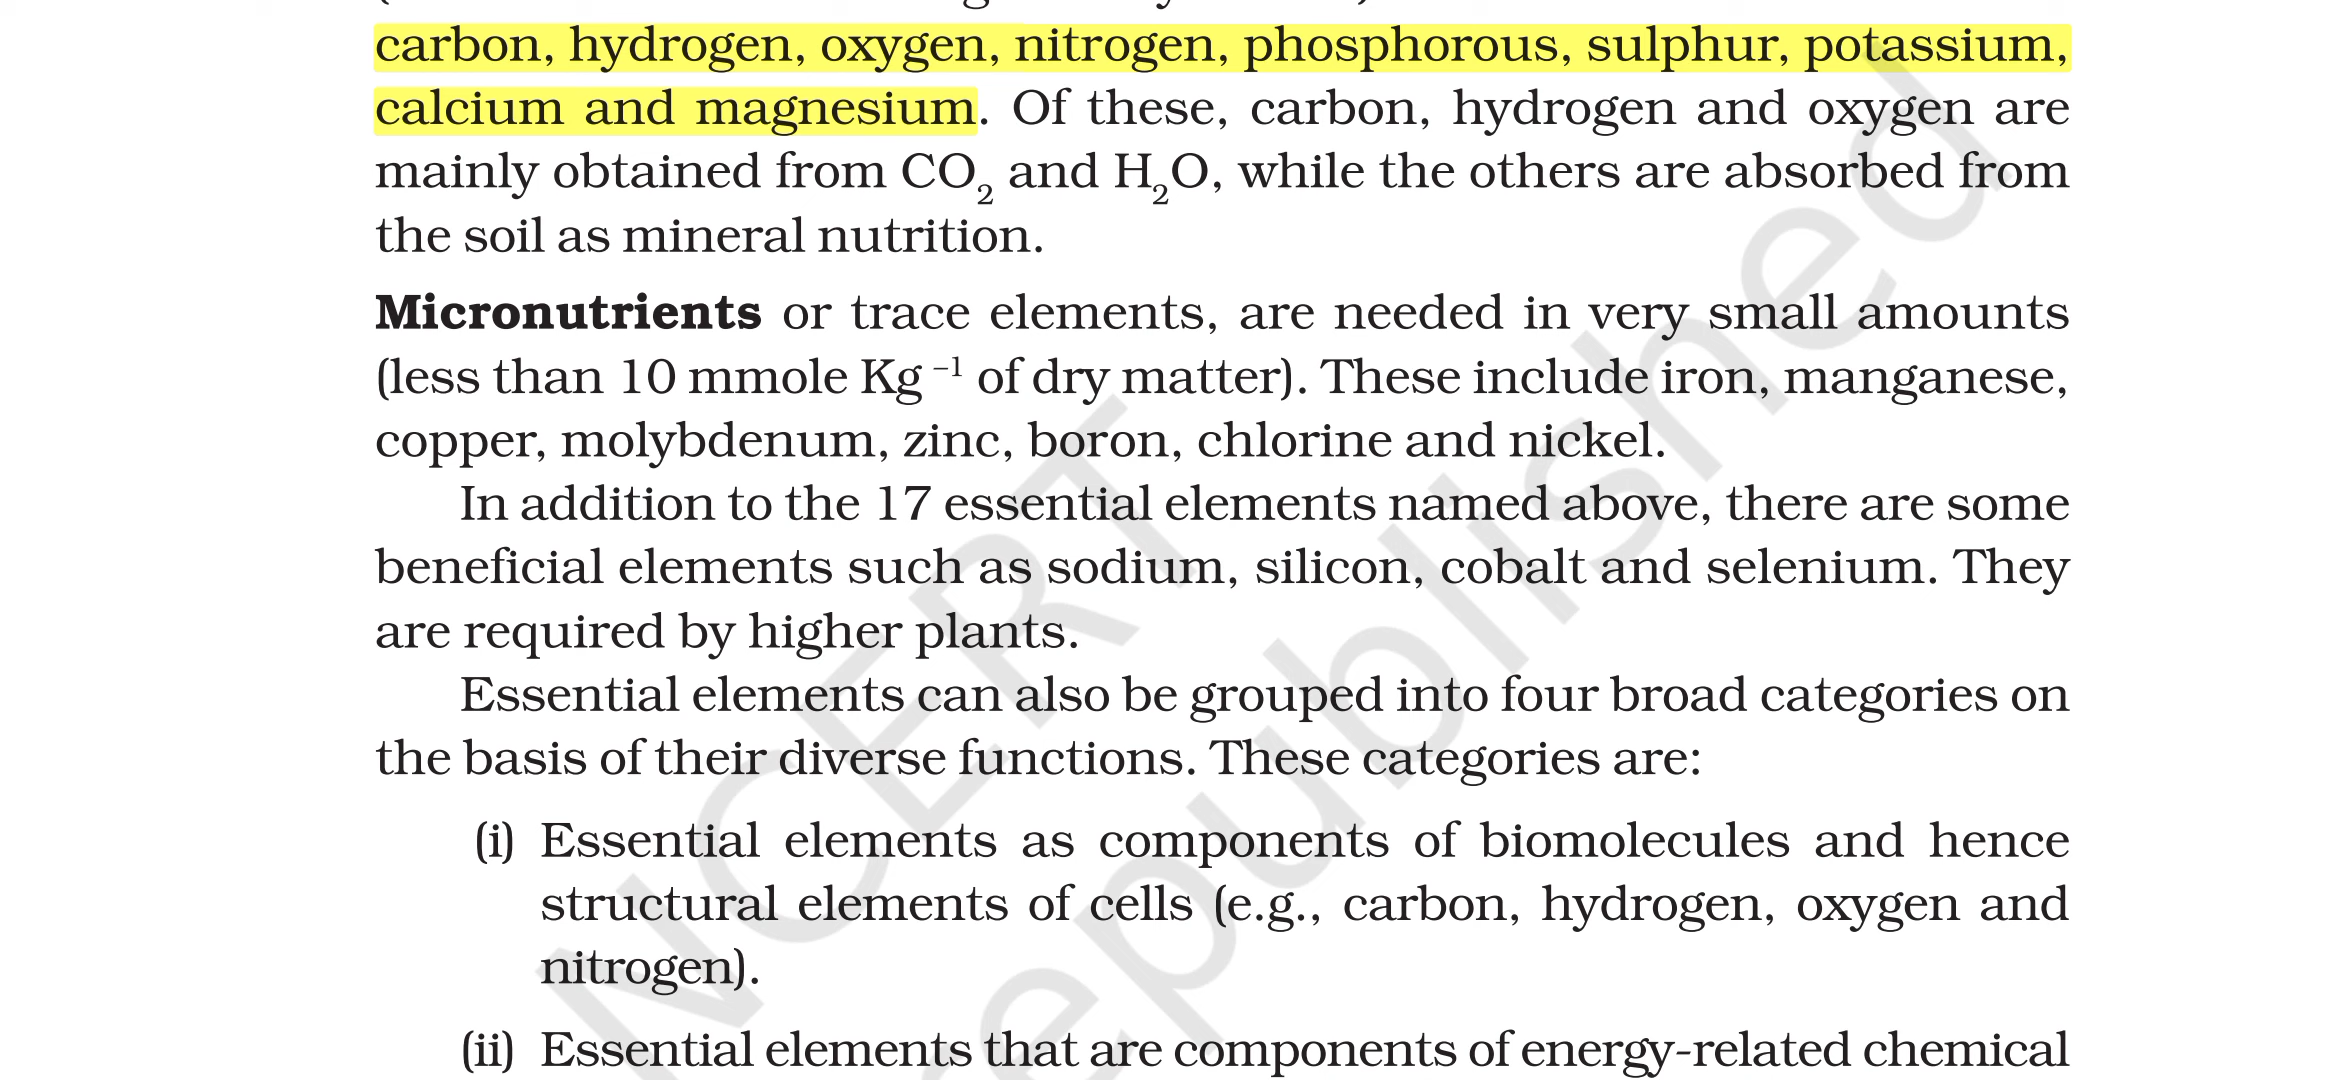 carbon, hydrogen, oxygen, nitrogen, phosphorous, sulphur, potassium,
calcium and magnesium. Of these, carbon, hydrogen and oxygen are
mainly obtained from CO₂ and H₂O, while the others are absorbed from
the soil as mineral nutrition.
Micronutrients or trace elements, are needed in very small amounts
(less than 10 mmole Kg ⁻¹ of dry matter). These include iron, manganese,
copper, molybdenum, zinc, boron, chlorine and nickel.
In addition to the 17 essential elements named above, there are some
beneficial elements such as sodium, silicon, cobalt and selenium. They
are required by higher plants.
Essential elements can also be grouped into four broad categories on
the basis of their diverse functions. These categories are:
(i) Essential elements as components of biomolecules and hence
structural elements of cells (e.g., carbon, hydrogen, oxygen and
nitrogen).
(ii) Essential elements that are components of energy-related chemical
NCERT
epublished